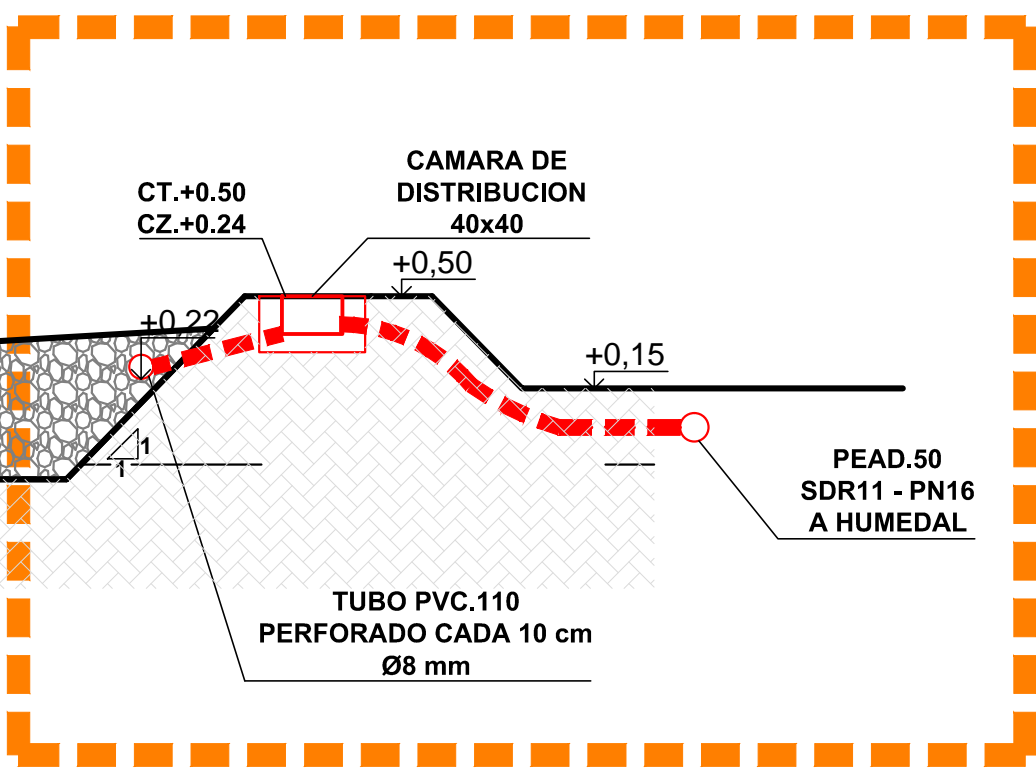 CAMARA DE
DISTRIBUCION
40x40
CT.+0.50
CZ.+0.24
+0,50
+0,22
+0,15
1
1
PEAD.50
SDR11 - PN16
A HUMEDAL
TUBO PVC.110
PERFORADO CADA 10 cm
Ø8 mm